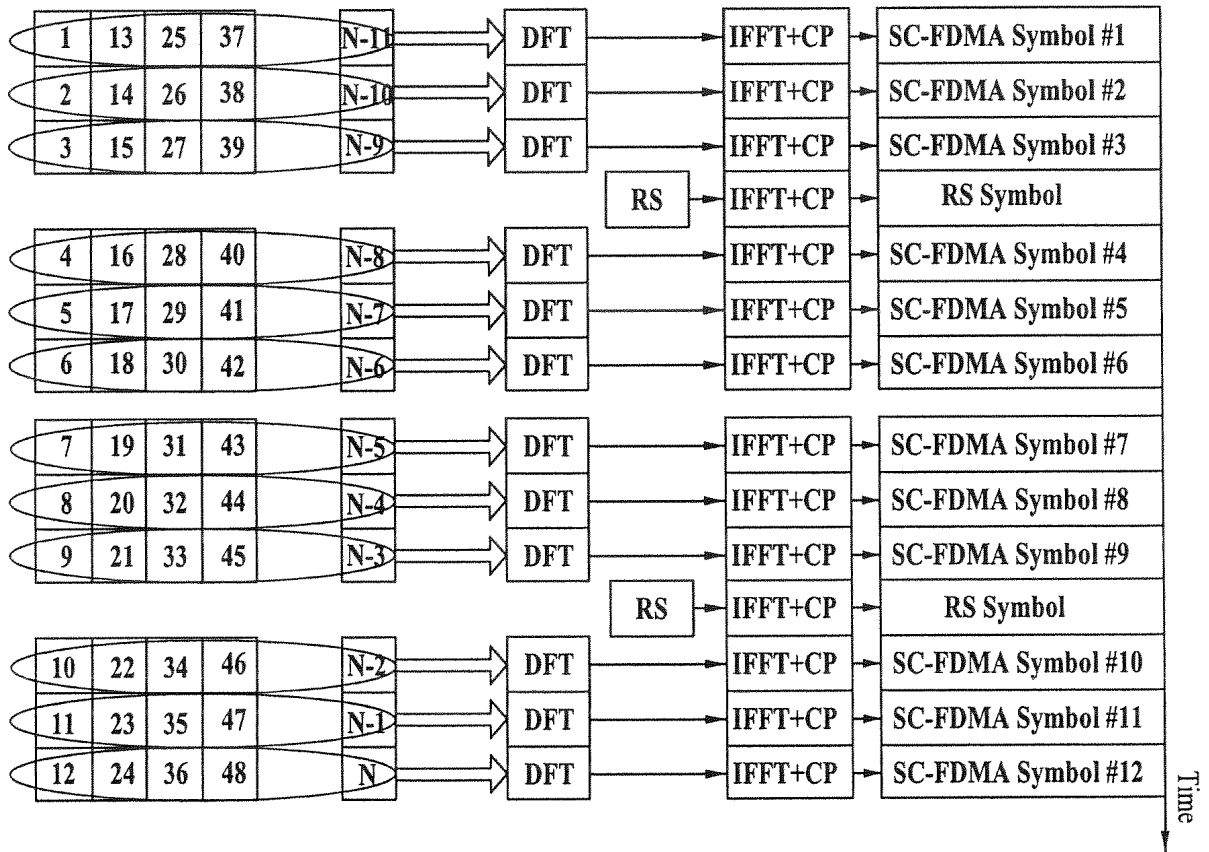 1 13 25 37 N-11 DFT IFFT+CP SC-FDMA Symbol #1
2 14 26 38 N-10 DFT IFFT+CP SC-FDMA Symbol #2
3 15 27 39 N-9 DFT IFFT+CP SC-FDMA Symbol #3
RS IFFT+CP RS Symbol
4 16 28 40 N-8 DFT IFFT+CP SC-FDMA Symbol #4
5 17 29 41 N-7 DFT IFFT+CP SC-FDMA Symbol #5
6 18 30 42 N-6 DFT IFFT+CP SC-FDMA Symbol #6
7 19 31 43 N-5 DFT IFFT+CP SC-FDMA Symbol #7
8 20 32 44 N-4 DFT IFFT+CP SC-FDMA Symbol #8
9 21 33 45 N-3 DFT IFFT+CP SC-FDMA Symbol #9
RS IFFT+CP RS Symbol
10 22 34 46 N-2 DFT IFFT+CP SC-FDMA Symbol #10
11 23 35 47 N-1 DFT IFFT+CP SC-FDMA Symbol #11
12 24 36 48 N DFT IFFT+CP SC-FDMA Symbol #12
Time